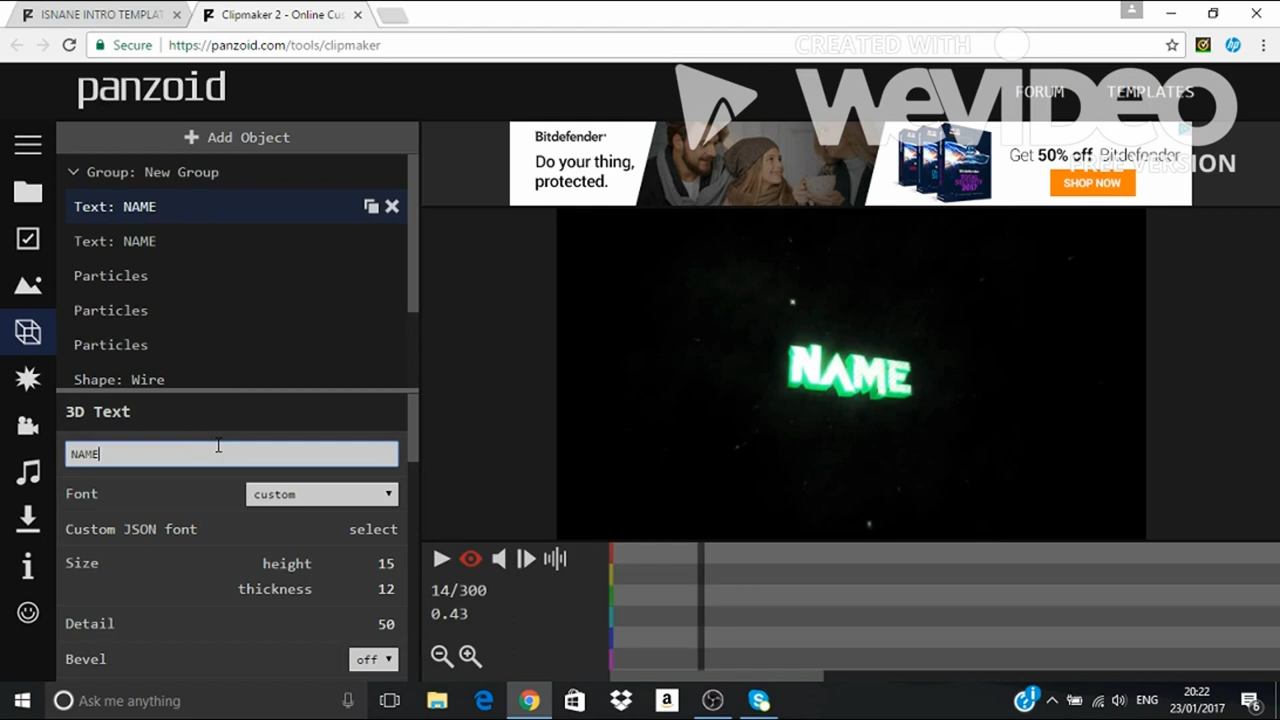 ISNANE INTRO TEMPLAT
Clipmaker 2 - Online Cus
Secure
https://panzoid.com/tools/clipmaker
CREATED WITH
WEVIDEO
FREE VERSION
panzoid
FORUM
TEMPLATES
Add Object
Group: New Group
Text: NAME
Text: NAME
Particles
Particles
Particles
Shape: Wire
Bitdefender
Do your thing,
protected.
Get 50% off Bitdefender
SHOP NOW
NAME
3D Text
NAME
Font
custom
Custom JSON font
select
Size
height
15
thickness
12
Detail
50
Bevel
off
14/300
0.43
Ask me anything
ENG
20:22
23/01/2017
6